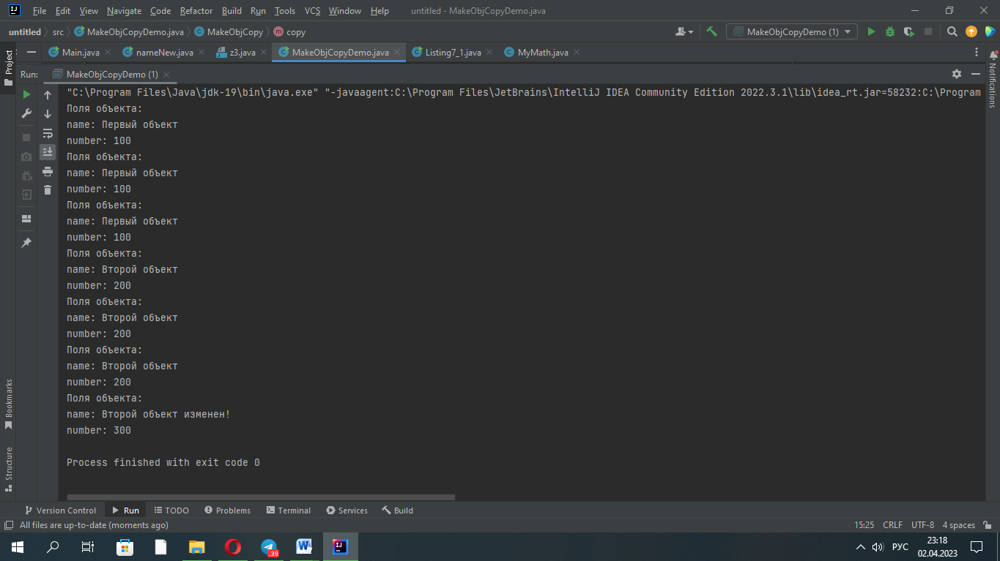 File Edit View Navigate Code Refactor Build Run Tools VCS Window Help untitled - MakeObjCopyDemo.java
untitled src MakeObjCopyDemo.java MakeObjCopy copy MakeObjCopyDemo (1)
Main.java nameNew.java z3.java MakeObjCopyDemo.java Listing7_1.java MyMath.java
Project
Notifications
Run: MakeObjCopyDemo (1)
"C:\Program Files\Java\jdk-19\bin\java.exe" "-javaagent:C:\Program Files\JetBrains\IntelliJ IDEA Community Edition 2022.3.1\lib\idea_rt.jar=58232:C:\Program
Поля объекта:
name: Первый объект
number: 100
Поля объекта:
name: Первый объект
number: 100
Поля объекта:
name: Первый объект
number: 100
Поля объекта:
name: Второй объект
number: 200
Поля объекта:
name: Второй объект
number: 200
Поля объекта:
name: Второй объект
number: 200
Поля объекта:
name: Второй объект изменен!
number: 300
Process finished with exit code 0
Bookmarks
Structure
Version Control Run TODO Problems Terminal Services Build
All files are up-to-date (moments ago) 15:25 CRLF UTF-8 4 spaces
39 РУС 23:18
02.04.2023